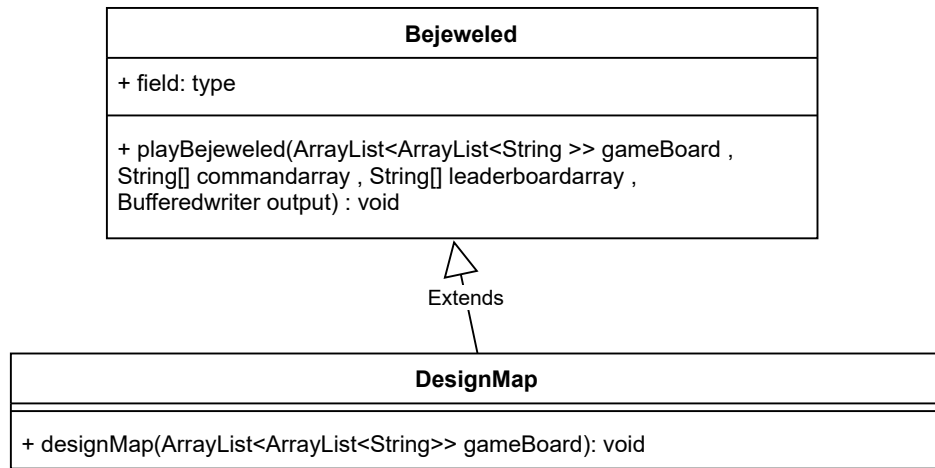 Bejeweled
+ field: type
+ playBejeweled(ArrayList<ArrayList<String >> gameBoard ,
String[] commandarray , String[] leaderboardarray ,
Bufferedwriter output) : void
Extends
DesignMap
+ designMap(ArrayList<ArrayList<String>> gameBoard): void